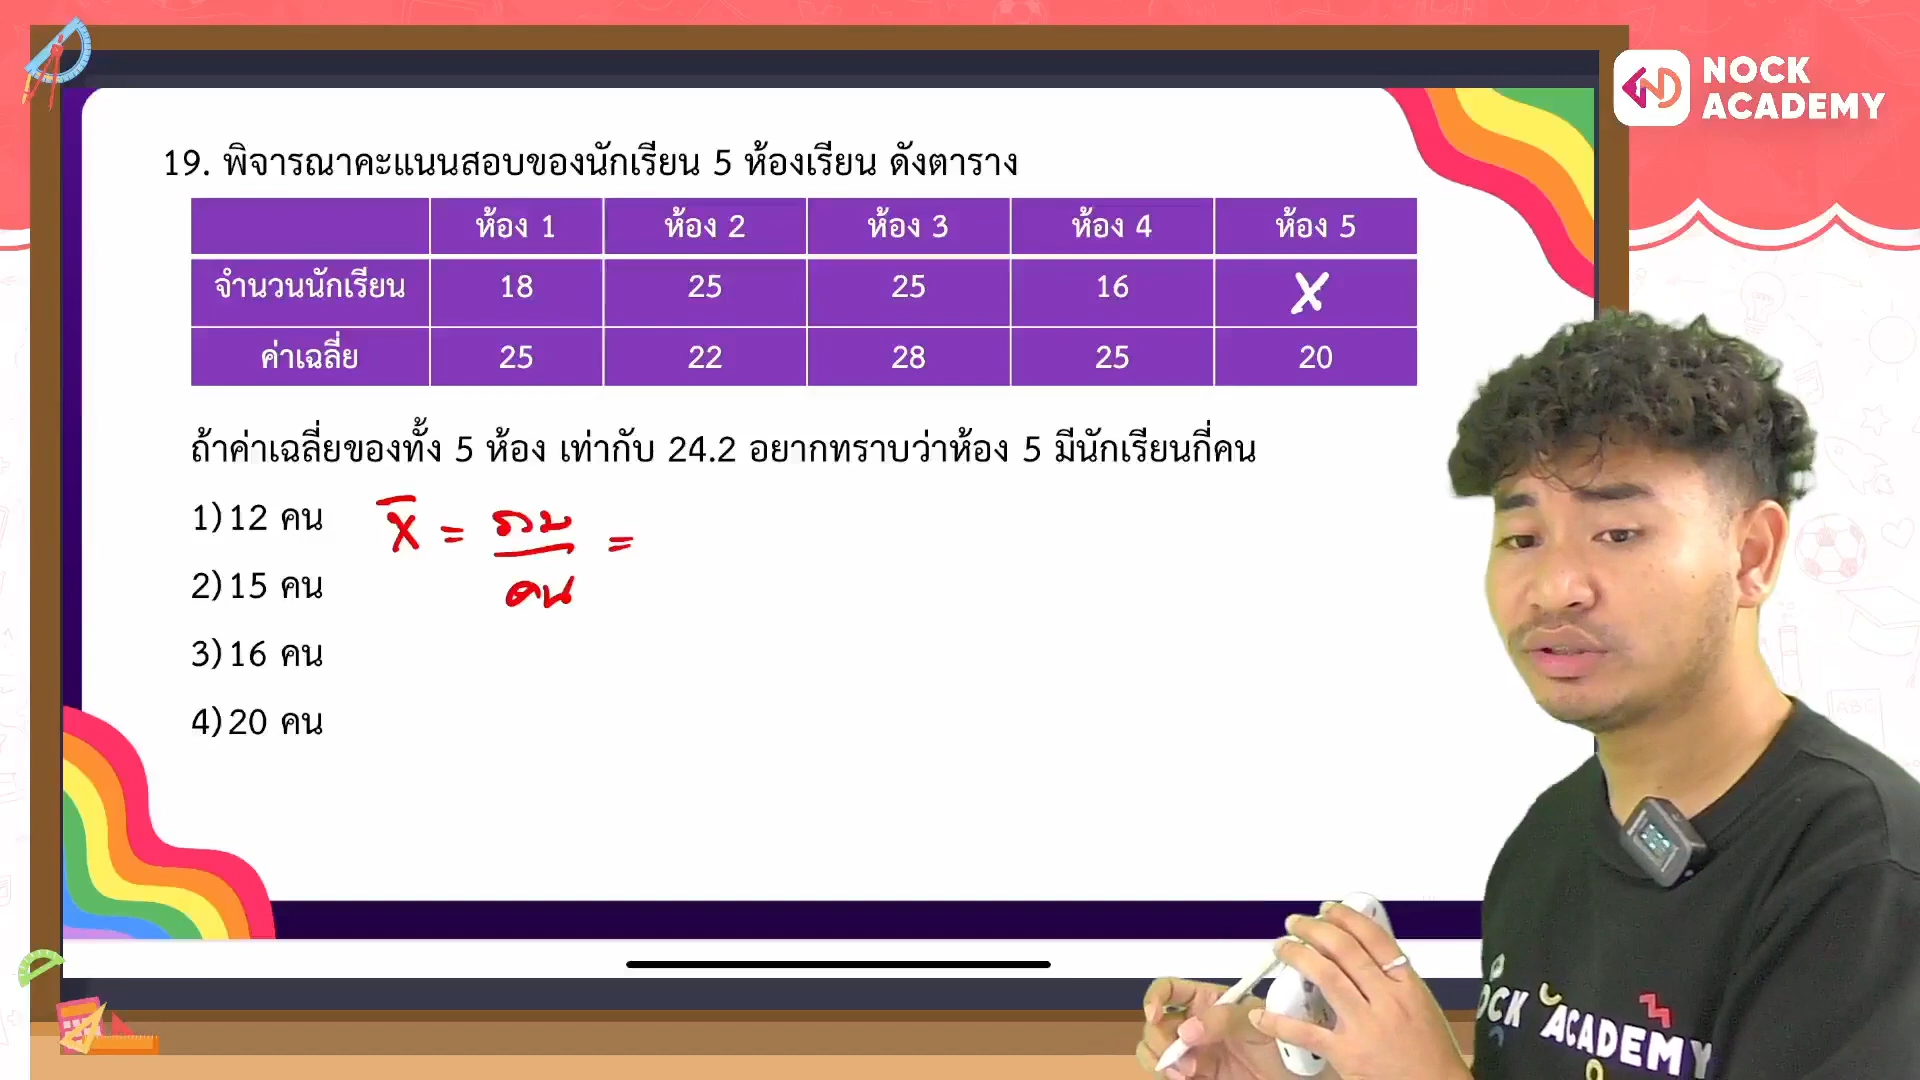 NOCK
ACADEMY
19. พิจารณาคะแนนสอบของนักเรียน 5 ห้องเรียน ดังตาราง
ห้อง 1 ห้อง 2 ห้อง 3 ห้อง 4 ห้อง 5
จำนวนนักเรียน 18 25 25 16 X
ค่าเฉลี่ย 25 22 28 25 20
ถ้าค่าเฉลี่ยของทั้ง 5 ห้อง เท่ากับ 24.2 อยากทราบว่าห้อง 5 มีนักเรียนกี่คน
1) 12 คน
X̄ = รวม =
คน
2) 15 คน
3) 16 คน
4) 20 คน
OCK ACADEMY